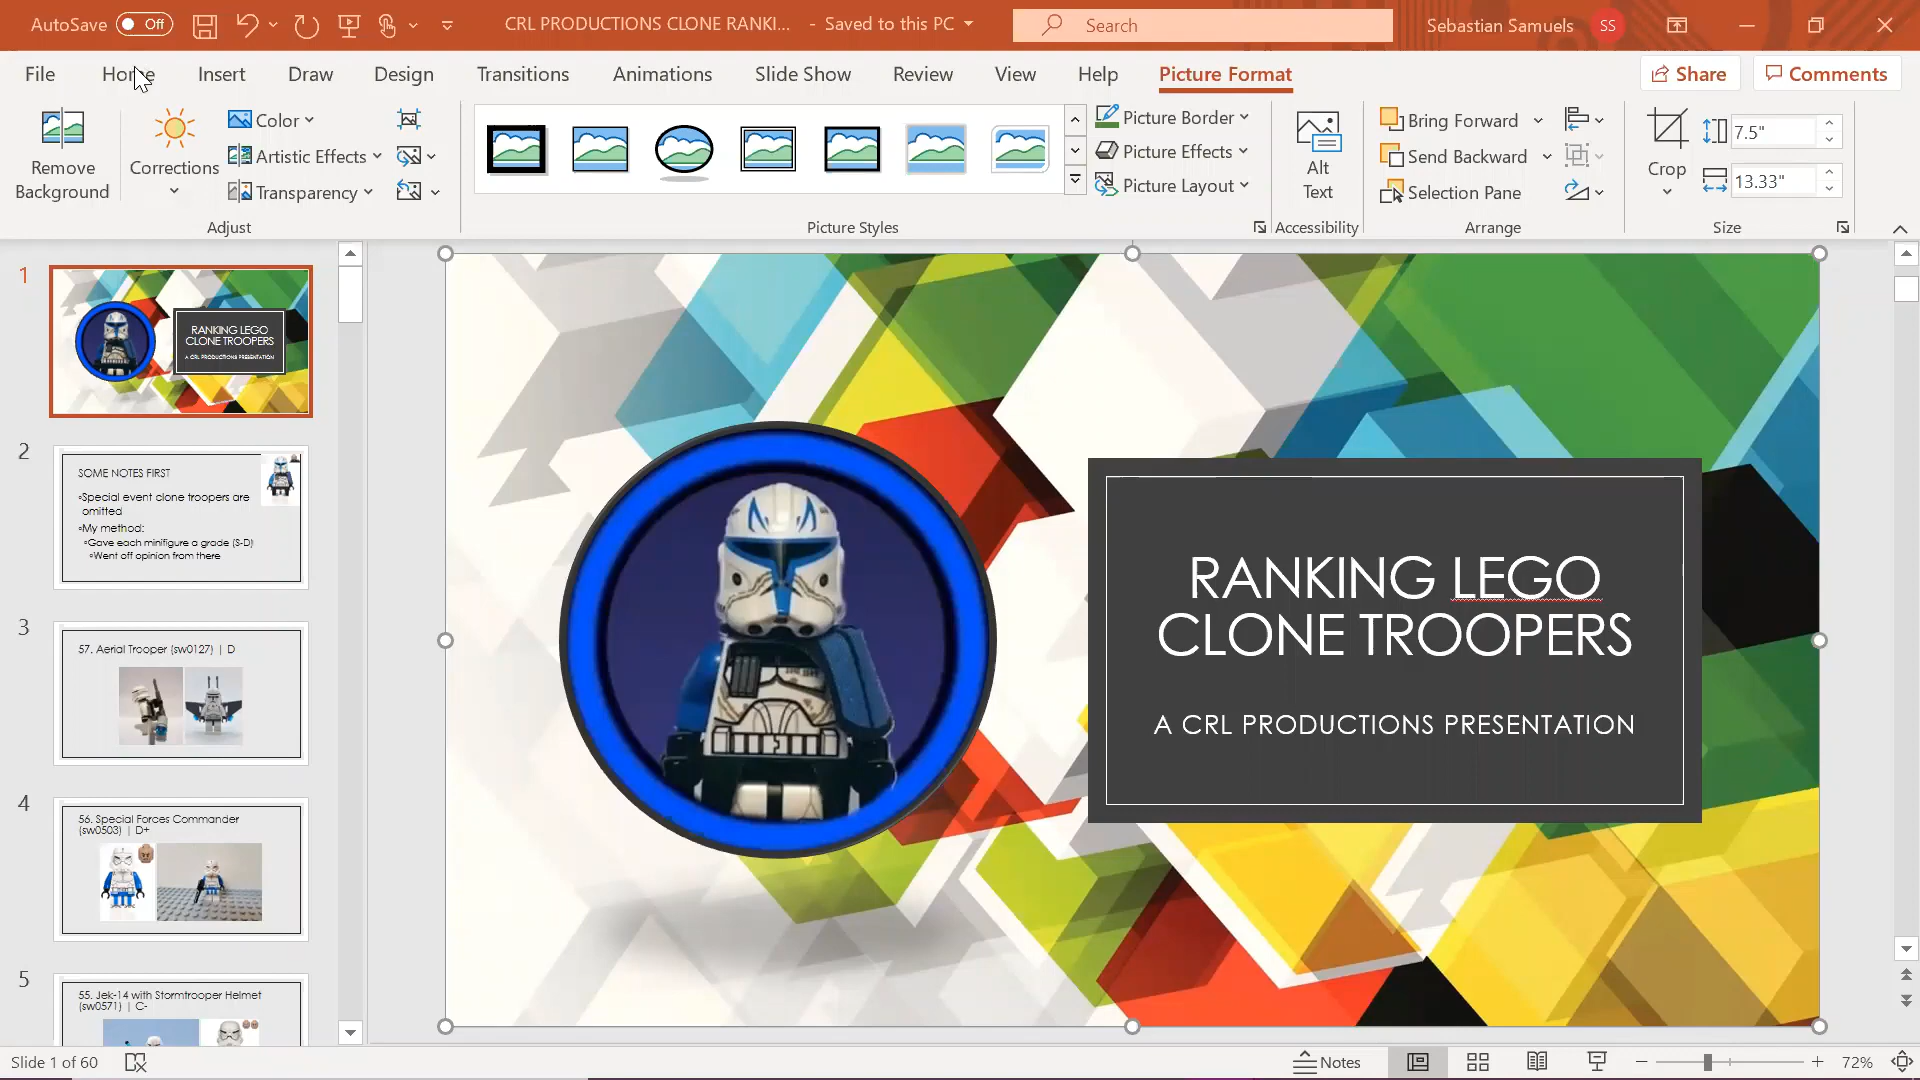 AutoSave Off
CRL PRODUCTIONS CLONE RANKI... - Saved to this PC
Search
Sebastian Samuels SS
File Home Insert Draw Design Transitions Animations Slide Show Review View Help Picture Format
Share Comments
Remove
Background
Corrections
Color
Artistic Effects
Transparency
Adjust
Picture Styles
Picture Border
Picture Effects
Picture Layout
Alt
Text
Accessibility
Bring Forward
Send Backward
Selection Pane
Arrange
Crop
7.5"
13.33"
Size
1
RANKING LEGO
CLONE TROOPERS
A CRL PRODUCTIONS PRESENTATION
2
SOME NOTES FIRST
▫Special event clone troopers are
omitted
▫My method:
▫Gave each minifigure a grade (S-D)
▫Went off opinion from there
3
57. Aerial Trooper (sw0127) | D
4
56. Special Forces Commander
(sw0503) | D+
5
55. Jek-14 with Stormtrooper Helmet
(sw0571) | C-
RANKING LEGO
CLONE TROOPERS
A CRL PRODUCTIONS PRESENTATION
Slide 1 of 60
Notes
72%